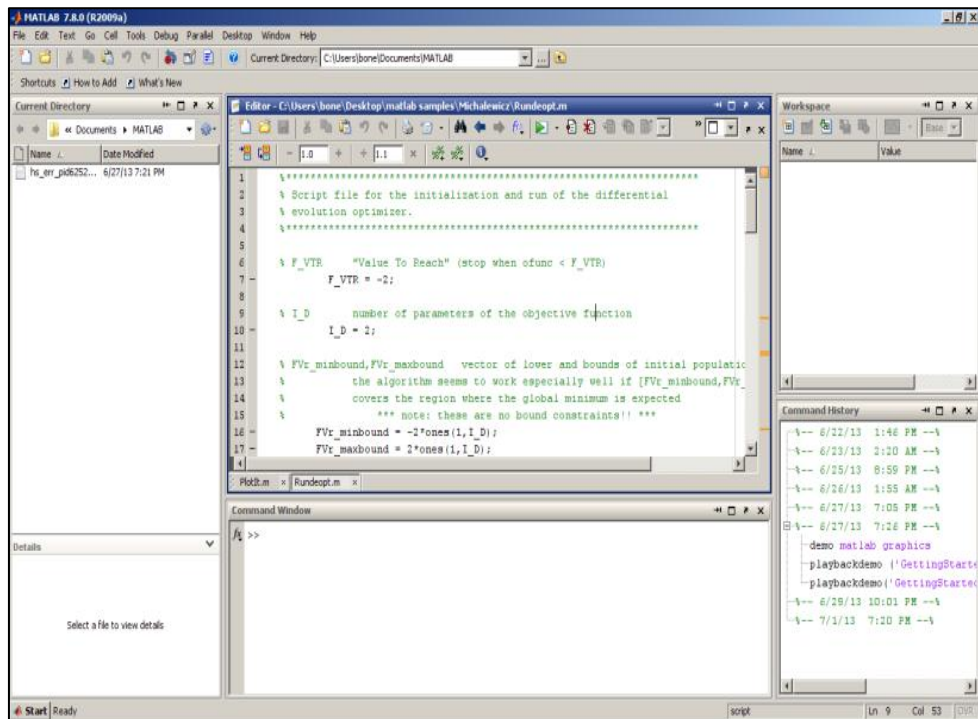 MATLAB 7.8.0 (R2009a)
File Edit Text Go Cell Tools Debug Parallel Desktop Window Help
Current Directory: C:\Users\bone\Documents\MATLAB
Shortcuts How to Add What's New
Current Directory
« Documents MATLAB
Name Date Modified
hs_err_pid6252... 6/27/13 7:21 PM
Details
Select a file to view details
Editor - C:\Users\bone\Desktop\matlab samples\Michalewicz\Rundeopt.m
- 1.0 + ÷ 1.1 ×
1
2 % Script file for the initialization and run of the differential
3 % evolution optimizer.
4
5
6 % F_VTR "Value To Reach" (stop when ofunc < F_VTR)
7 - F_VTR = -2;
8
9 % I_D number of parameters of the objective function
10 - I_D = 2;
11
12 % FVr_minbound,FVr_maxbound vector of lower and bounds of initial populatio
13 % the algorithm seems to work especially well if [FVr_minbound,FVr_
14 % covers the region where the global minimum is expected
15 % *** note: these are no bound constraints!! ***
16 - FVr_minbound = -2*ones(1,I_D);
17 - FVr_maxbound = 2*ones(1,I_D);
PlotIt.m × Rundeopt.m ×
Command Window
fx >>
Workspace
Base
Name Value
Command History
%-- 6/22/13 1:46 PM --%
%-- 6/23/13 2:20 AM --%
%-- 6/25/13 8:59 PM --%
%-- 6/26/13 1:55 AM --%
%-- 6/27/13 7:05 PM --%
%-- 6/27/13 7:26 PM --%
demo matlab graphics
playbackdemo ('GettingStarte
playbackdemo('GettingStarted
%-- 6/29/13 10:01 PM --%
%-- 7/1/13 7:20 PM --%
Start Ready
script Ln 9 Col 53 OVR